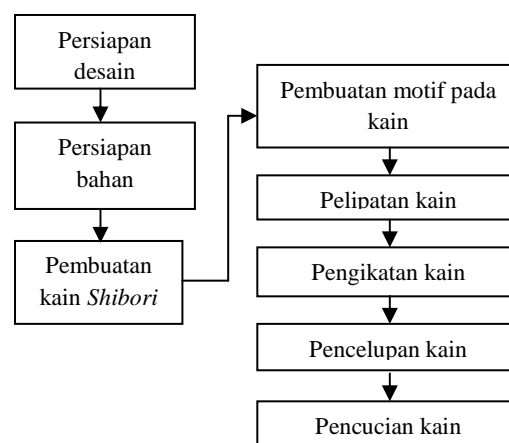 Persiapan
desain
Persiapan
bahan
Pembuatan
kain Shibori
Pembuatan motif pada
kain
Pelipatan kain
Pengikatan kain
Pencelupan kain
Pencucian kain